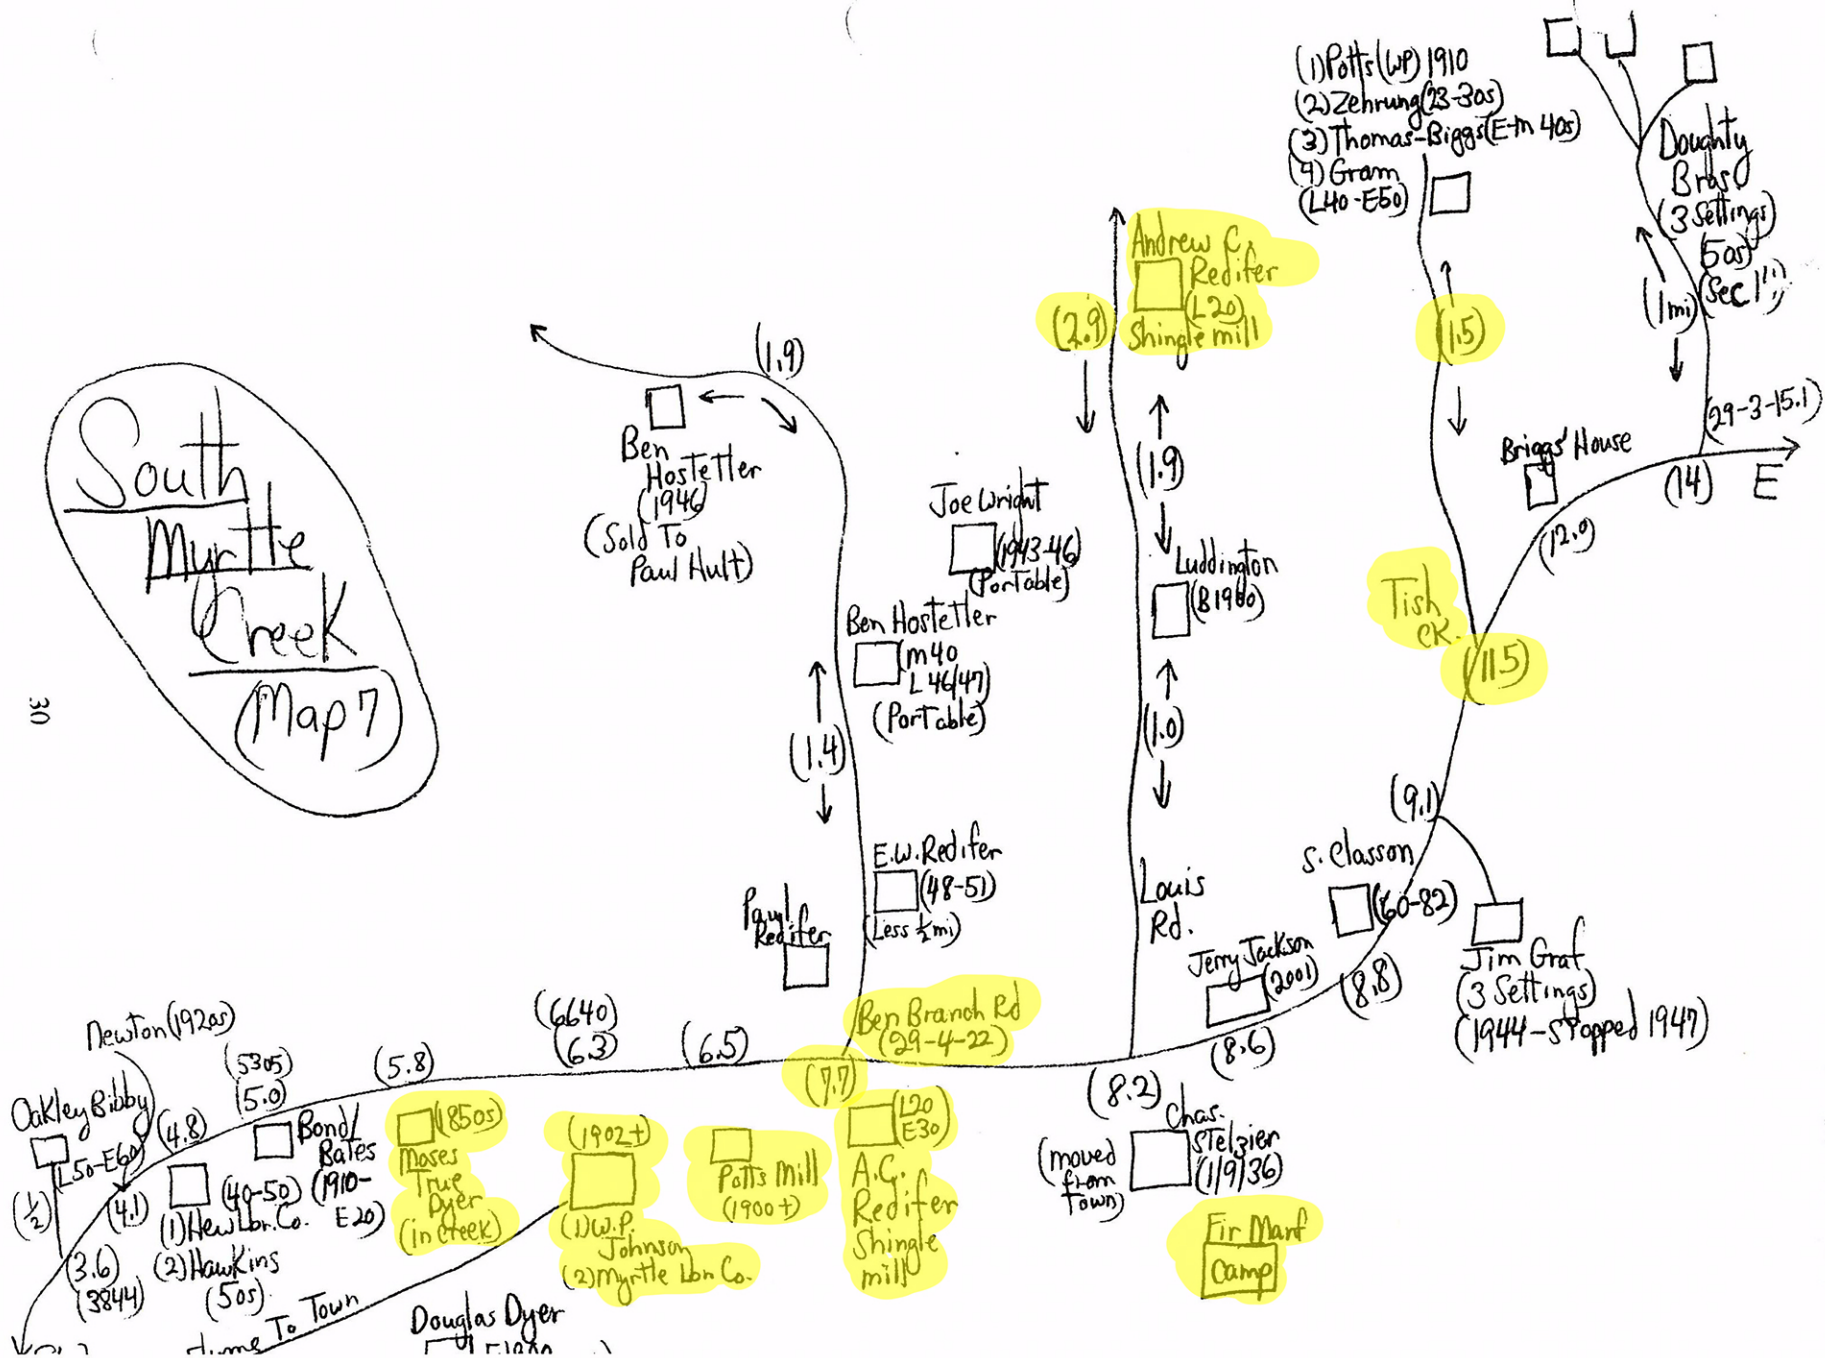 South
Myrtle
Creek
(Map 7)
30
(1) Potts (WP) 1910
(2) Zehrung (23-30s)
(3) Thomas-Biggs (E-m 40s)
(4) Gram
(L40-E50)
Doughty
Bros
(3 Settings)
(50s)
(Sec 1")
(1 mi)
(29-3-15.1)
Andrew C.
Redifer
(L20)
Shingle mill
(2.9)
(1.5)
(1.9)
Ben
Hostetler
(1946)
(Sold To
Paul Hult)
Joe Wright
(1943-46)
(Portable)
Ben Hostetler
(m40
L46/47)
(Portable)
(1.4)
(1.9)
Luddington
(B1960)
(1.0)
Briggs' House
(14)
E
(12.9)
Tish
CK.
(11.5)
(9.1)
S. Classon
(60-82)
Jim Graf
(3 Settings)
(1944-Stopped 1947)
E.W. Redifer
(48-51)
(Less ½ mi)
Paul
Redifer
Louis
Rd.
Jerry Jackson
(2001)
(8.8)
(8.6)
Ben Branch Rd
(29-4-22)
(7.7)
(8.2)
Newton (1920s)
(5305)
(5.0)
(5.8)
(6640)
(6.3)
(6.5)
Oakley Bibby
(L50-E60)
(½)
(4.8)
(4.1)
(3.6)
(3844)
(40-50)
(1) Hew Lbr. Co.
(2) Hawkins
(50s)
Bond/
Bates
(1910-
E20)
(1850s)
Moses
True
Dyer
(in Creek)
(1902+)
(1) W.P.
Johnson
(2) Myrtle Lbr Co.
Potts Mill
(1900+)
(L20
E30)
A.C.
Redifer
Shingle
mill
Chas.
Stelzier
(1/9/36)
(moved
from
Town)
Fir Manf
Camp
Flume To Town
Douglas Dyer